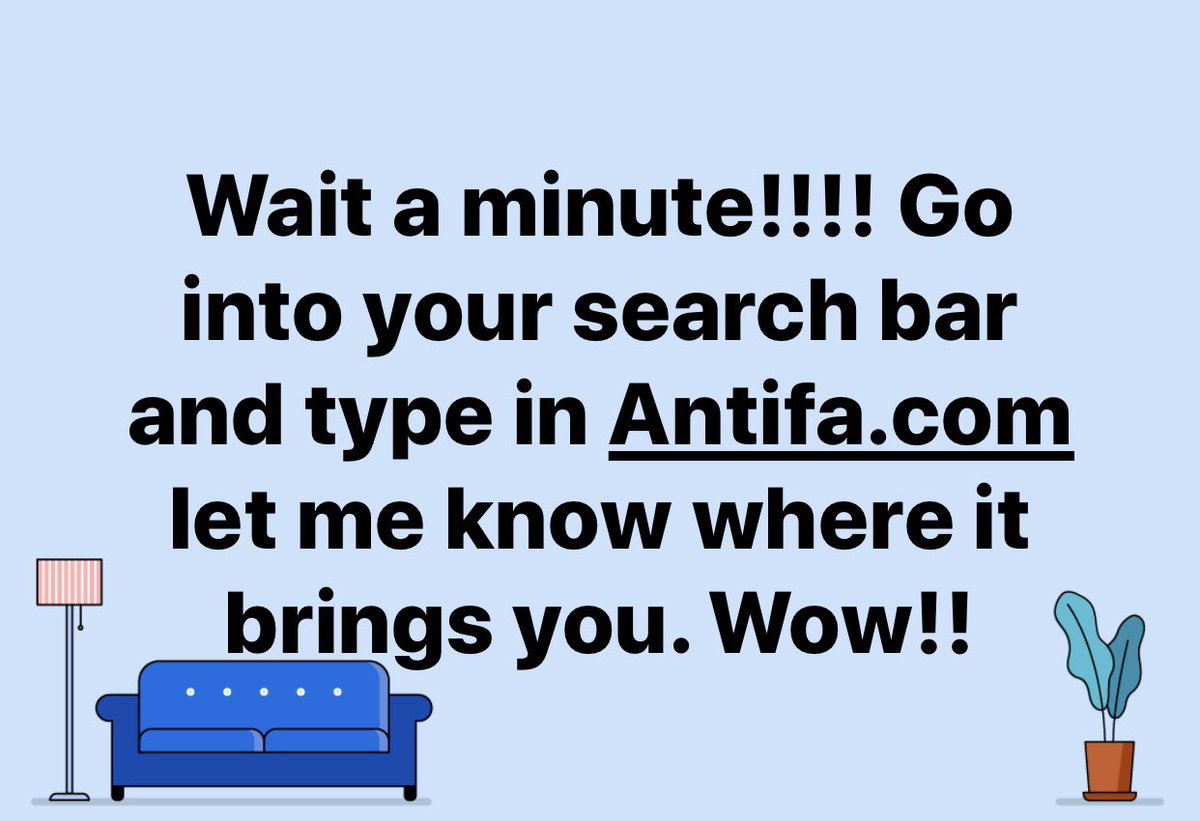 Wait a minute!!!! Go
into your search bar
and type in Antifa.com
let me know where it
brings you. Wow!!